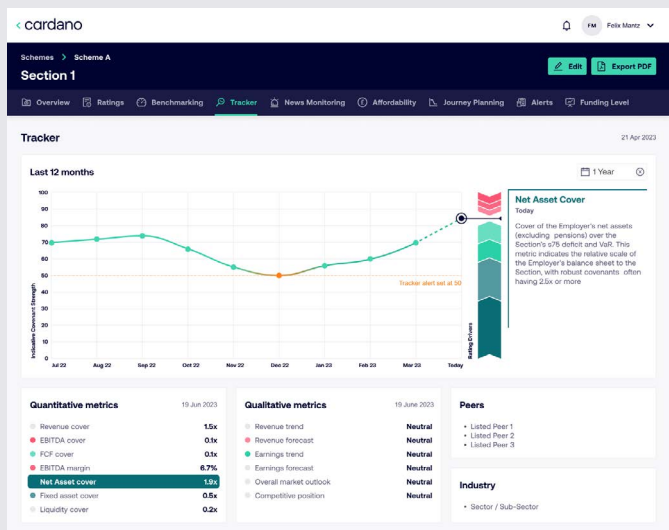 cardano
FM Felix Mantz
Schemes > Scheme A
Section 1
Edit
Export PDF
Overview
Ratings
Benchmarking
Tracker
News Monitoring
Affordability
Journey Planning
Alerts
Funding Level
Tracker
21 Apr 2023
Last 12 months
1 Year
100
90
80
70
60
50
40
30
20
10
0
Indicative Covenant Strength
Tracker alert set at 50
Jul 22
Aug 22
Sep 22
Oct 22
Nov 22
Dec 22
Jan 23
Feb 23
Mar 23
Today
Rating Drivers
Net Asset Cover
Today
Cover of the Employer's net assets
(excluding pensions) over the
Section's s75 deficit and VaR. This
metric indicates the relative scale of
the Employer's balance sheet to the
Section, with robust covenants often
having 2.5x or more
Quantitative metrics 19 Jun 2023
Revenue cover 1.5x
EBITDA cover 0.1x
FCF cover 0.1x
EBITDA margin 6.7%
Net Asset cover 1.9x
Fixed asset cover 0.5x
Liquidity cover 0.2x
Qualitative metrics 19 June 2023
Revenue trend Neutral
Revenue forecast Neutral
Earnings trend Neutral
Earnings forecast Neutral
Overall market outlook Neutral
Competitive position Neutral
Peers
• Listed Peer 1
• Listed Peer 2
• Listed Peer 3
Industry
• Sector / Sub-Sector